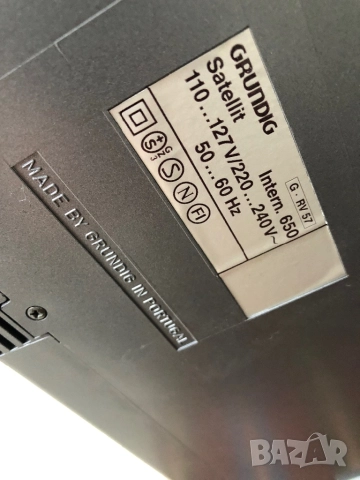 GRUNDIG
Satellit
Intern. 650
110...127V/220...240V~
50...60 Hz
G·RV 57
S
N
FI
MADE BY GRUNDIG IN PORTUGAL
BAZAR